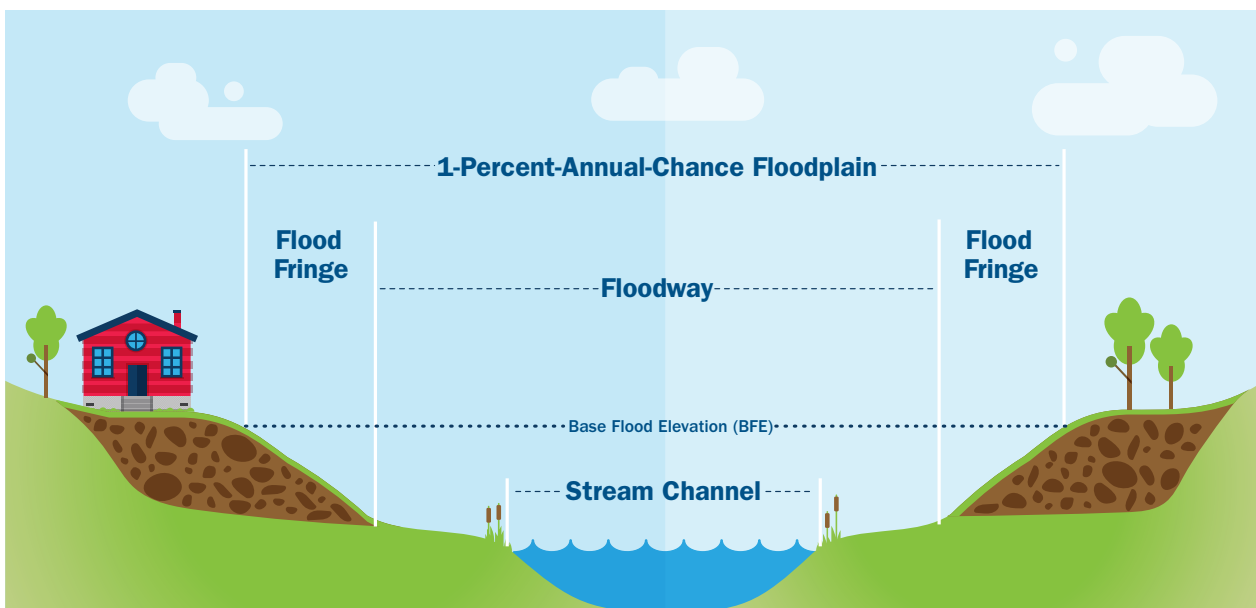 1-Percent-Annual-Chance Floodplain
Flood
Fringe
Flood
Fringe
Floodway
Base Flood Elevation (BFE)
Stream Channel